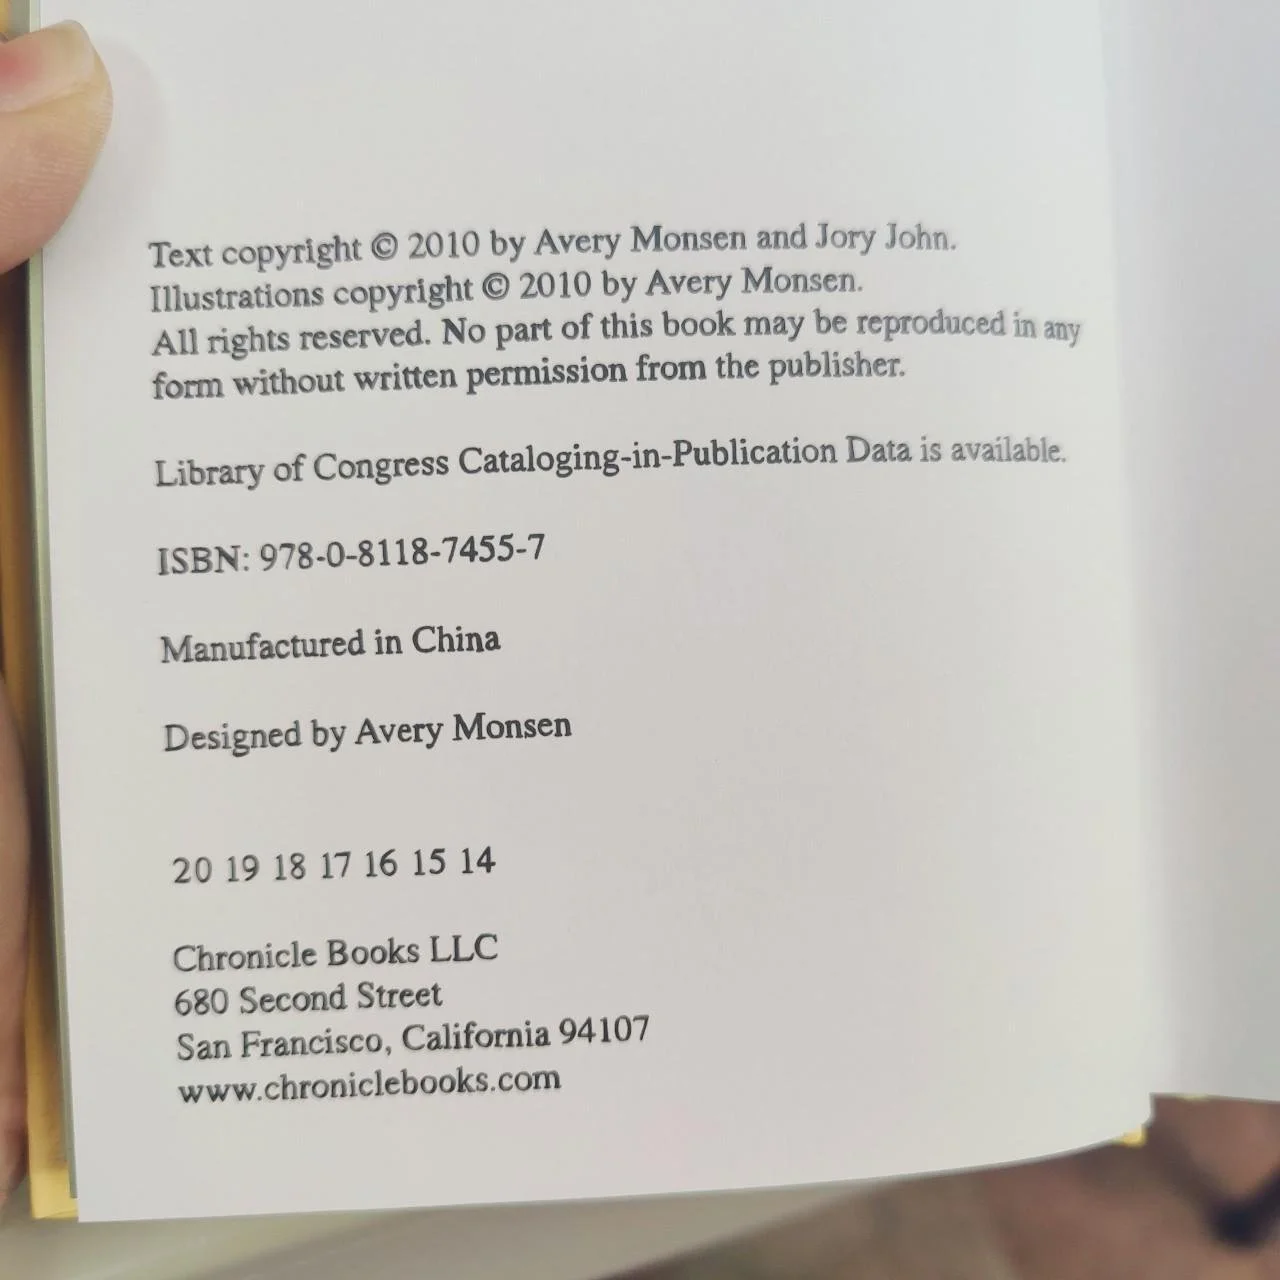 Text copyright © 2010 by Avery Monsen and Jory John.
Illustrations copyright © 2010 by Avery Monsen.
All rights reserved. No part of this book may be reproduced in any
form without written permission from the publisher.
Library of Congress Cataloging-in-Publication Data is available.
ISBN: 978-0-8118-7455-7
Manufactured in China
Designed by Avery Monsen
20 19 18 17 16 15 14
Chronicle Books LLC
680 Second Street
San Francisco, California 94107
www.chroniclebooks.com